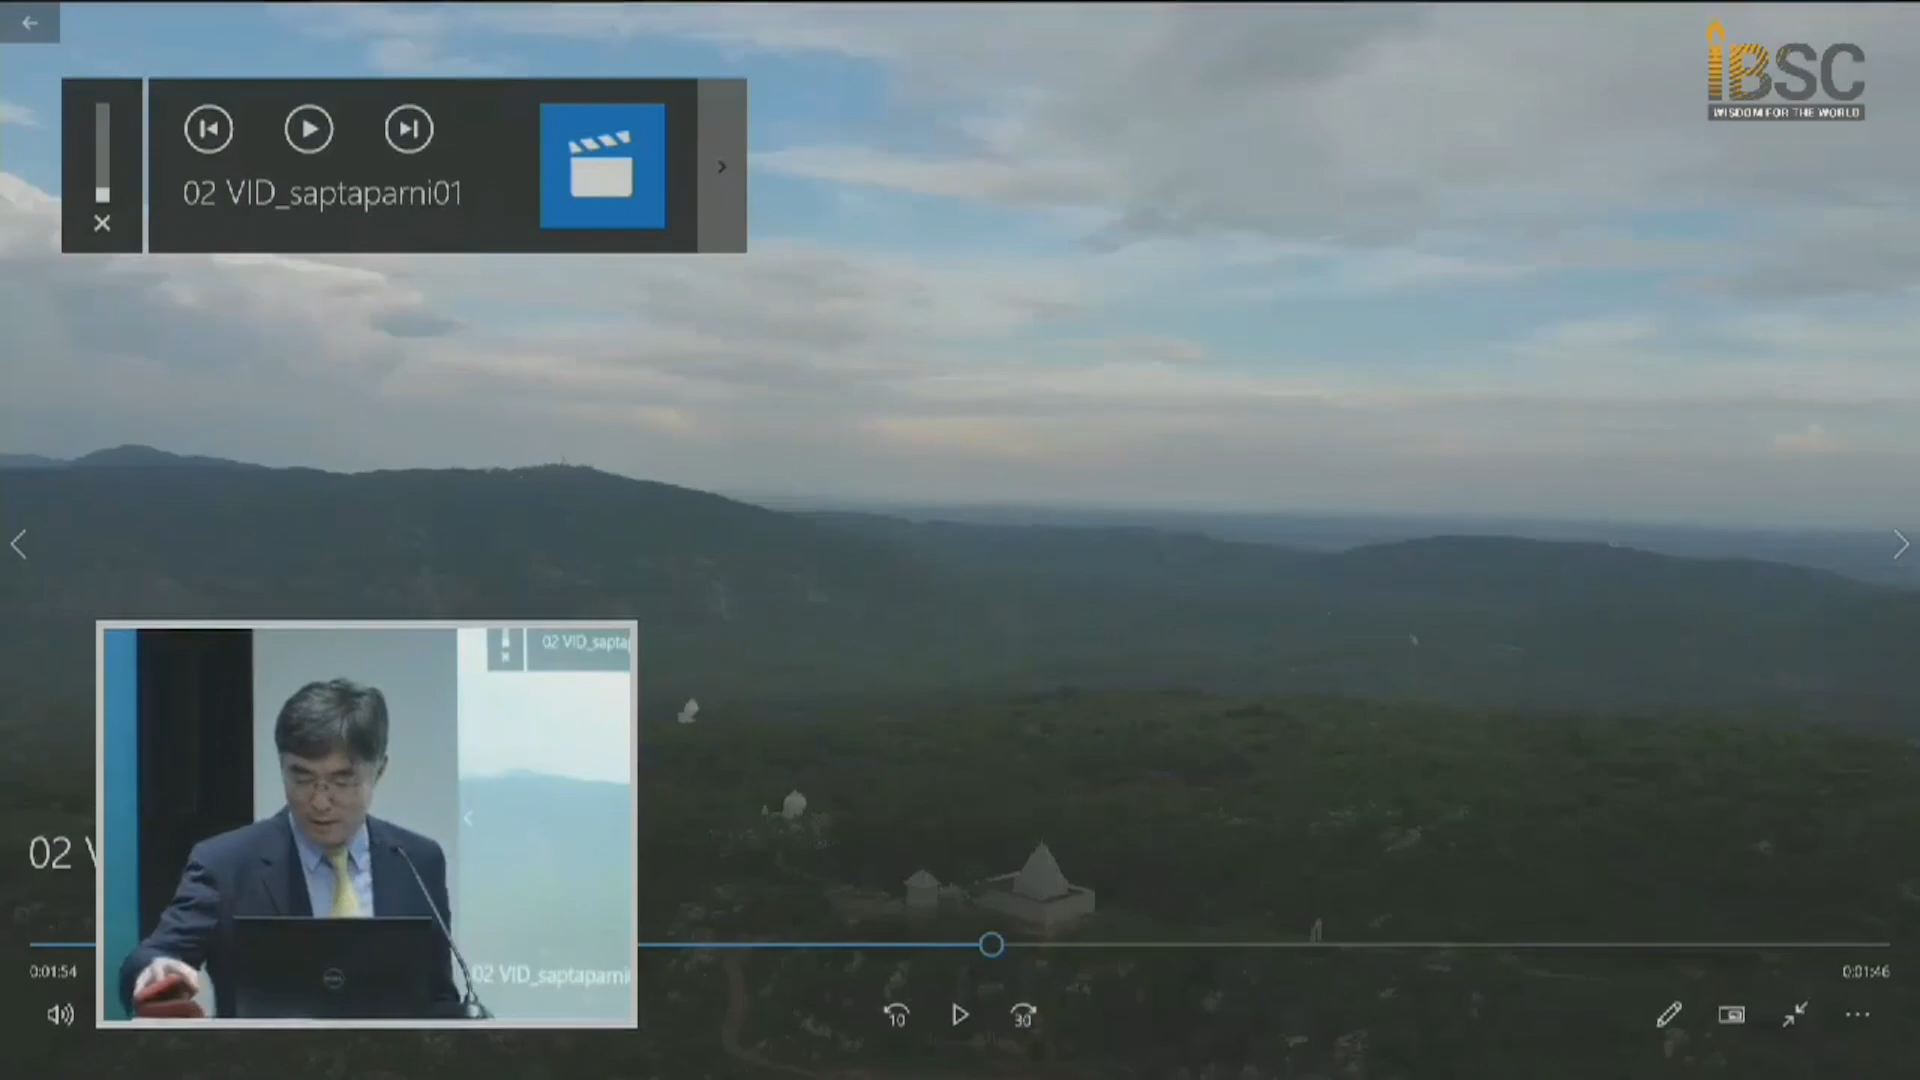 iBSC
WISDOM FOR THE WORLD
02 VID_saptaparni01
02 VID_sapta
02 V
02 VID_saptaparni
0:01:54
0:01:46
10
30
DELL